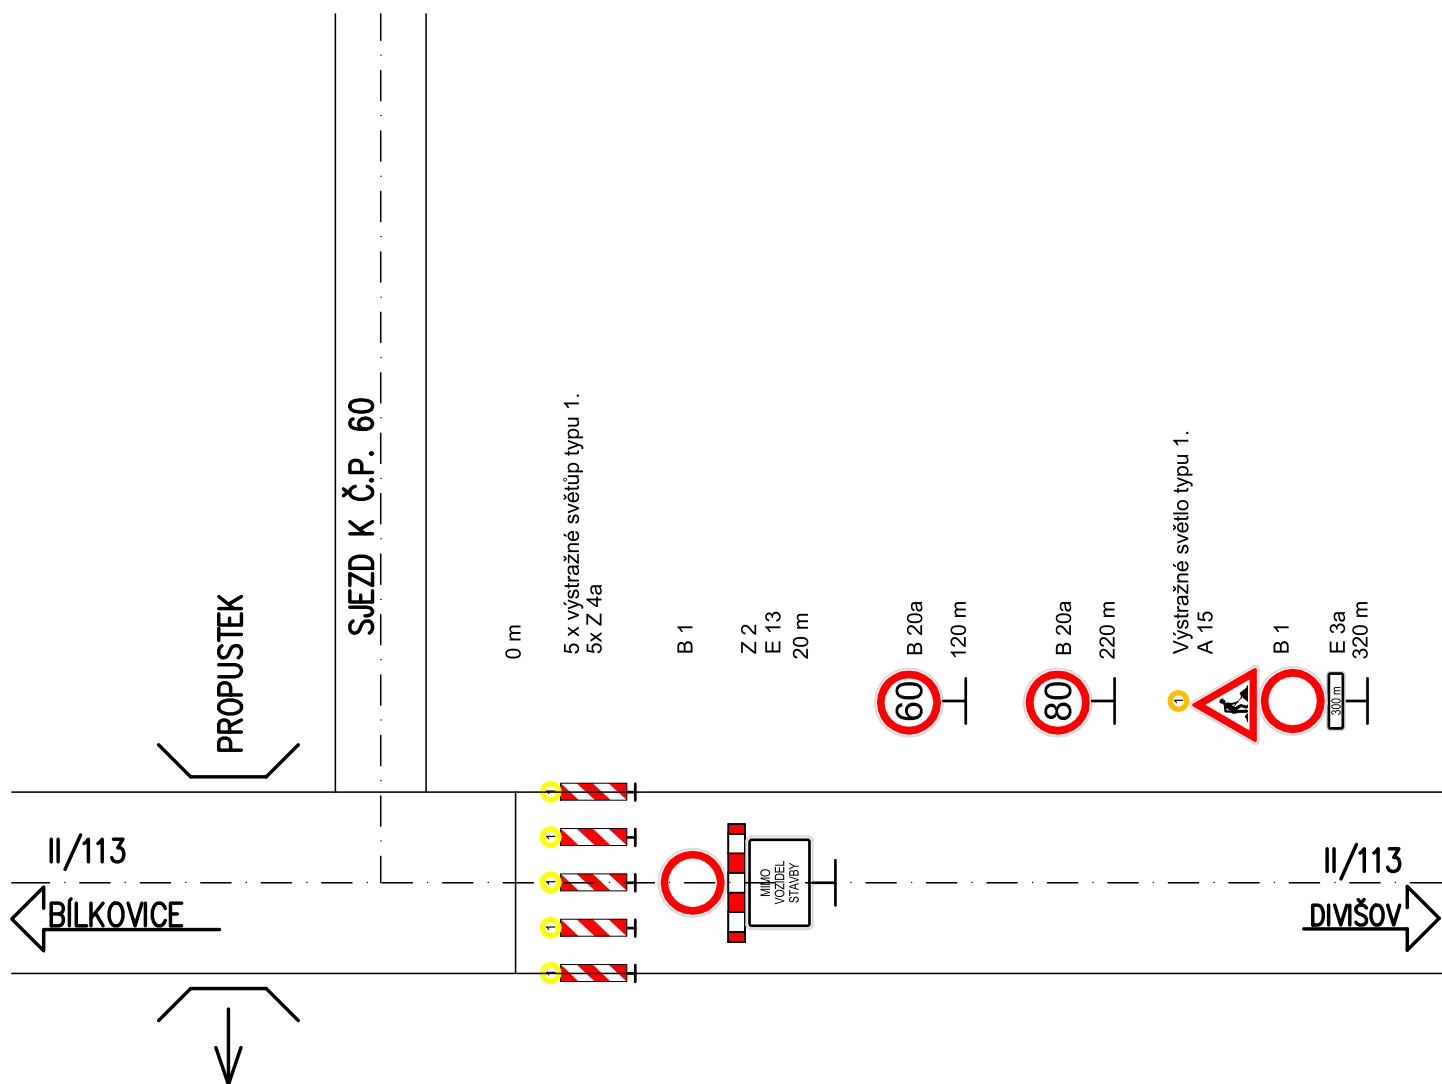 PROPUSTEK
SJEZD K Č.P. 60
0 m
5 x výstražné světůp typu 1.
5x Z 4a
B 1
Z 2
E 13
20 m
B 20a
120 m
B 20a
220 m
Výstražné světlo typu 1.
A 15
B 1
E 3a
320 m
60
80
1
300 m
II/113
BÍLKOVICE
1
1
1
1
1
MIMO
VOZIDEL
STAVBY
II/113
DIVIŠOV